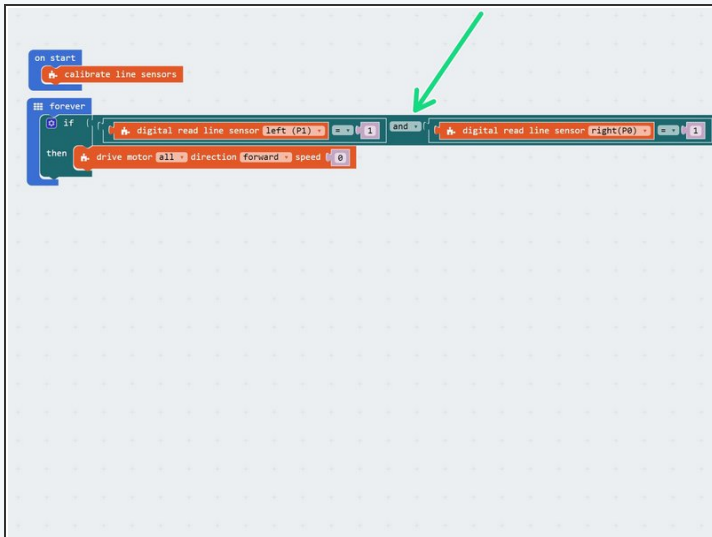 on start
calibrate line sensors
forever
if digital read line sensor left (P1) = 1 and digital read line sensor right(P0) = 1
then drive motor all direction forward speed 0